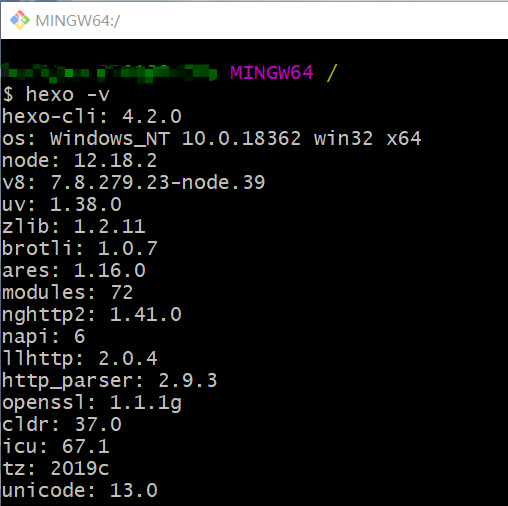 MINGW64:/
MINGW64 /
$ hexo -v
hexo-cli: 4.2.0
os: Windows_NT 10.0.18362 win32 x64
node: 12.18.2
v8: 7.8.279.23-node.39
uv: 1.38.0
zlib: 1.2.11
brotli: 1.0.7
ares: 1.16.0
modules: 72
nghttp2: 1.41.0
napi: 6
llhttp: 2.0.4
http_parser: 2.9.3
openssl: 1.1.1g
cldr: 37.0
icu: 67.1
tz: 2019c
unicode: 13.0